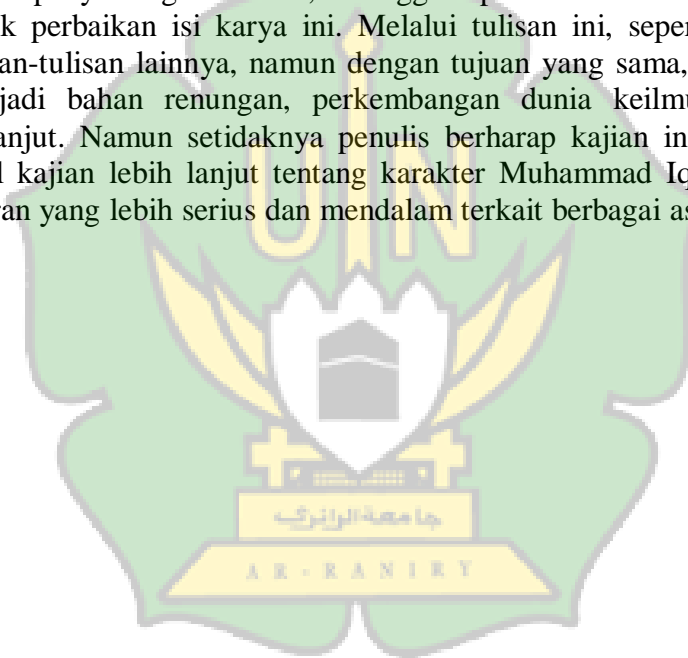 k perbaikan isi karya ini. Melalui tulisan ini, seper
an-tulisan lainnya, namun dengan tujuan yang sama,
jadi bahan renungan, perkembangan dunia keilmu
anjut. Namun setidaknya penulis berharap kajian in
l kajian lebih lanjut tentang karakter Muhammad Iq
ran yang lebih serius dan mendalam terkait berbagai as
UIN
جامعة الرانري
AR-RANIRY